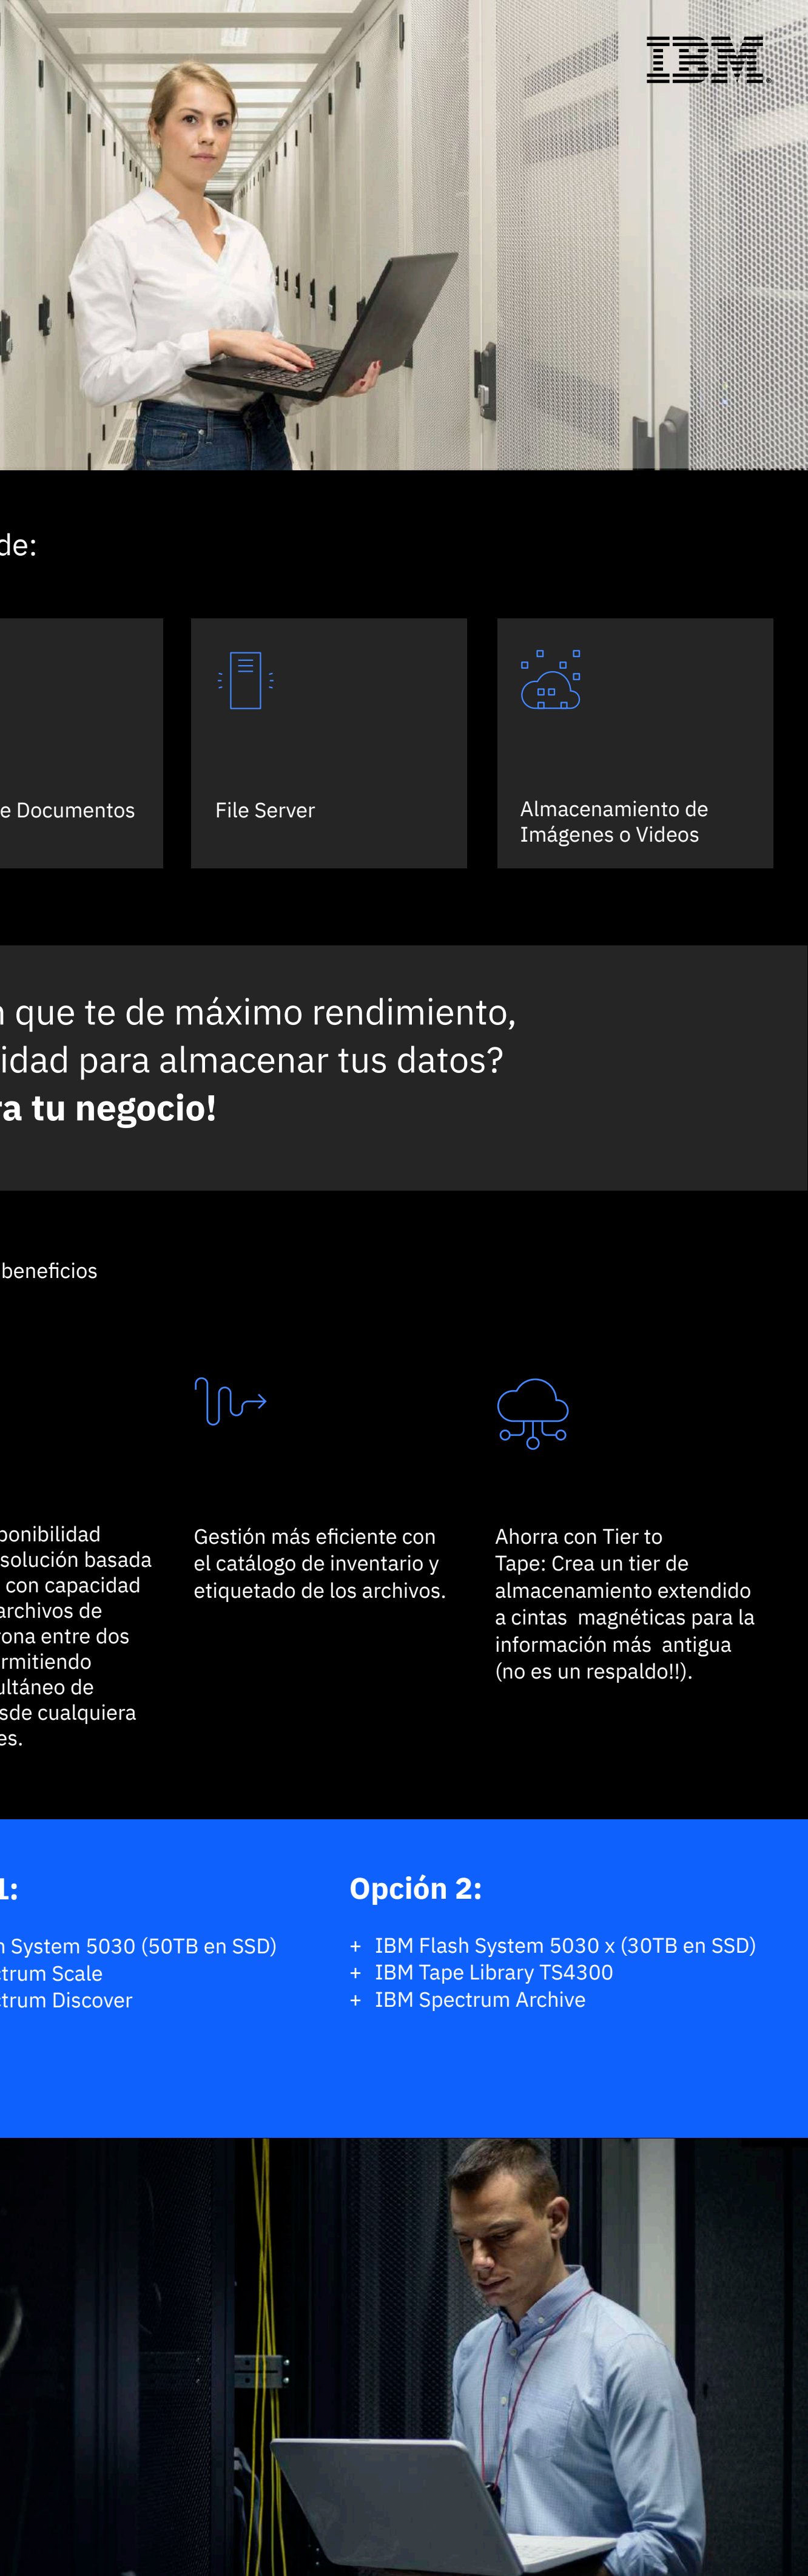 IBM
de:
e Documentos
File Server
Almacenamiento de
Imágenes o Videos
que te de máximo rendimiento,
idad para almacenar tus datos?
ra tu negocio!
beneficios
ponibilidad
solución basada
con capacidad
archivos de
rona entre dos
rmitiendo
ultáneo de
sde cualquiera
es.
Gestión más eficiente con
el catálogo de inventario y
etiquetado de los archivos.
Ahorra con Tier to
Tape: Crea un tier de
almacenamiento extendido
a cintas magnéticas para la
información más antigua
(no es un respaldo!!).
1:
h System 5030 (50TB en SSD)
ctrum Scale
ctrum Discover
Opción 2:
+ IBM Flash System 5030 x (30TB en SSD)
+ IBM Tape Library TS4300
+ IBM Spectrum Archive